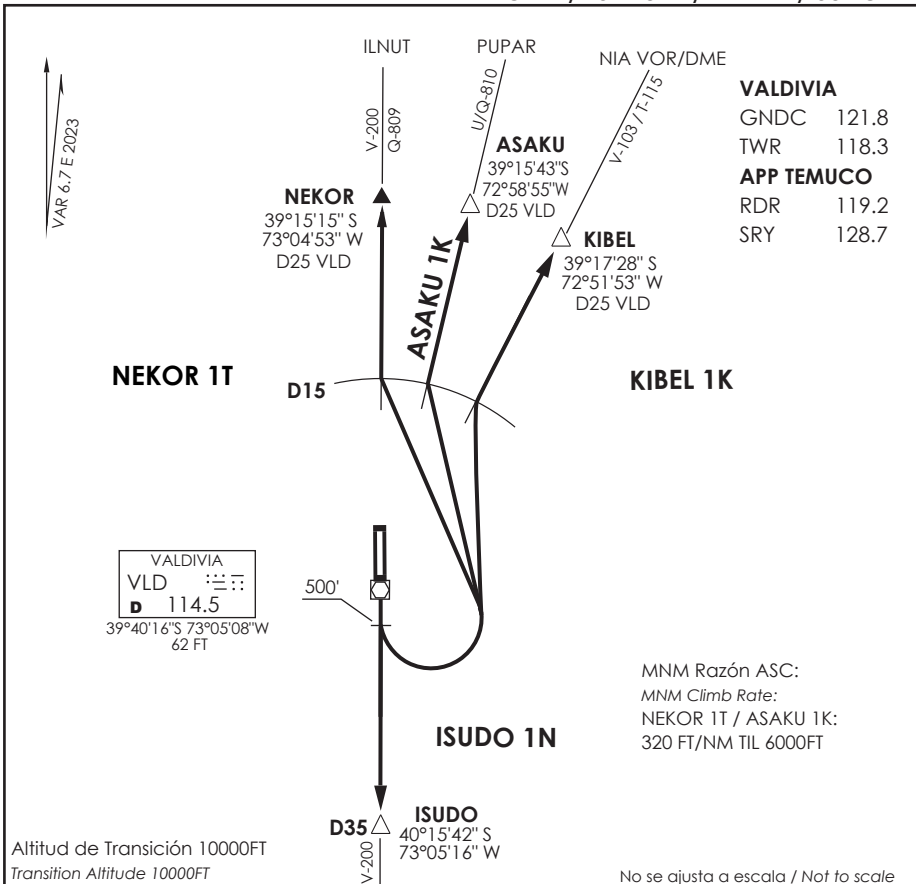 ILNUT
PUPAR
NIA VOR/DME
VAR 6.7 E 2023
V-200
Q-809
U/Q-810
V-103 / T-115
VALDIVIA
GNDC 121.8
TWR 118.3
APP TEMUCO
RDR 119.2
SRY 128.7
ASAKU
39°15'43"S
72°58'55"W
D25 VLD
NEKOR
39°15'15" S
73°04'53" W
D25 VLD
KIBEL
39°17'28" S
72°51'53" W
D25 VLD
ASAKU 1K
NEKOR 1T
D15
KIBEL 1K
VALDIVIA
VLD
D 114.5
39°40'16"S 73°05'08"W
62 FT
500'
MNM Razón ASC:
MNM Climb Rate:
NEKOR 1T / ASAKU 1K:
320 FT/NM TIL 6000FT
ISUDO 1N
D35
ISUDO
40°15'42" S
73°05'16" W
V-200
Altitud de Transición 10000FT
Transition Altitude 10000FT
No se ajusta a escala / Not to scale